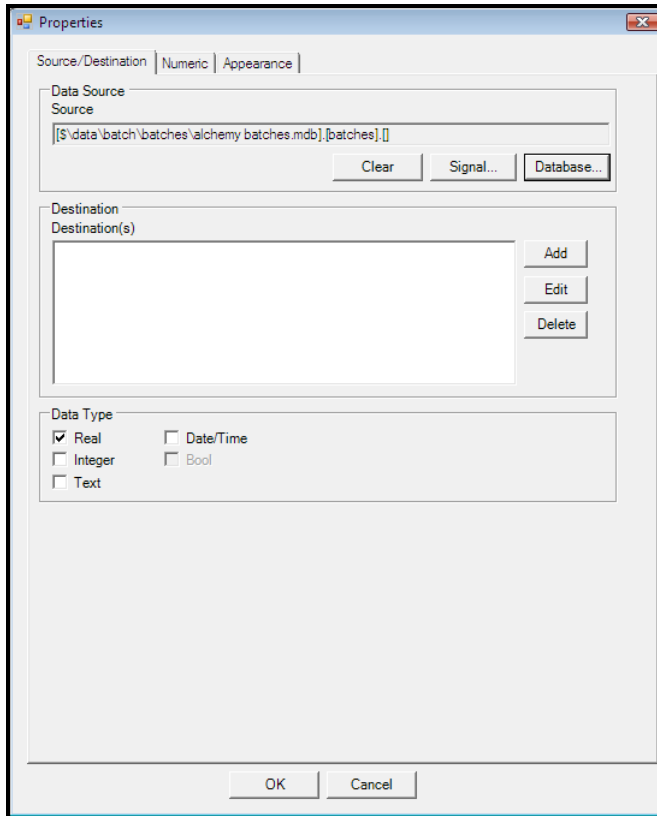 Properties
Source/Destination Numeric Appearance
Data Source
Source
[$\data\batch\batches\alchemy batches.mdb].[batches].[]
Clear Signal... Database...
Destination
Destination(s)
Add
Edit
Delete
Data Type
Real Date/Time
Integer Bool
Text
OK Cancel